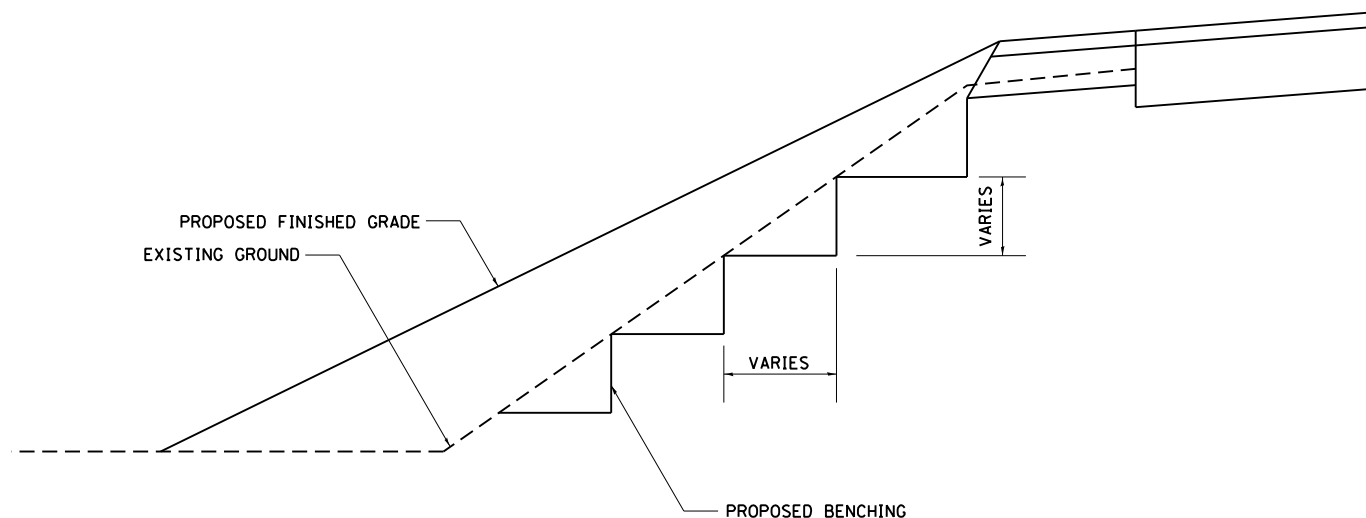 PROPOSED FINISHED GRADE
EXISTING GROUND
VARIES
VARIES
PROPOSED BENCHING